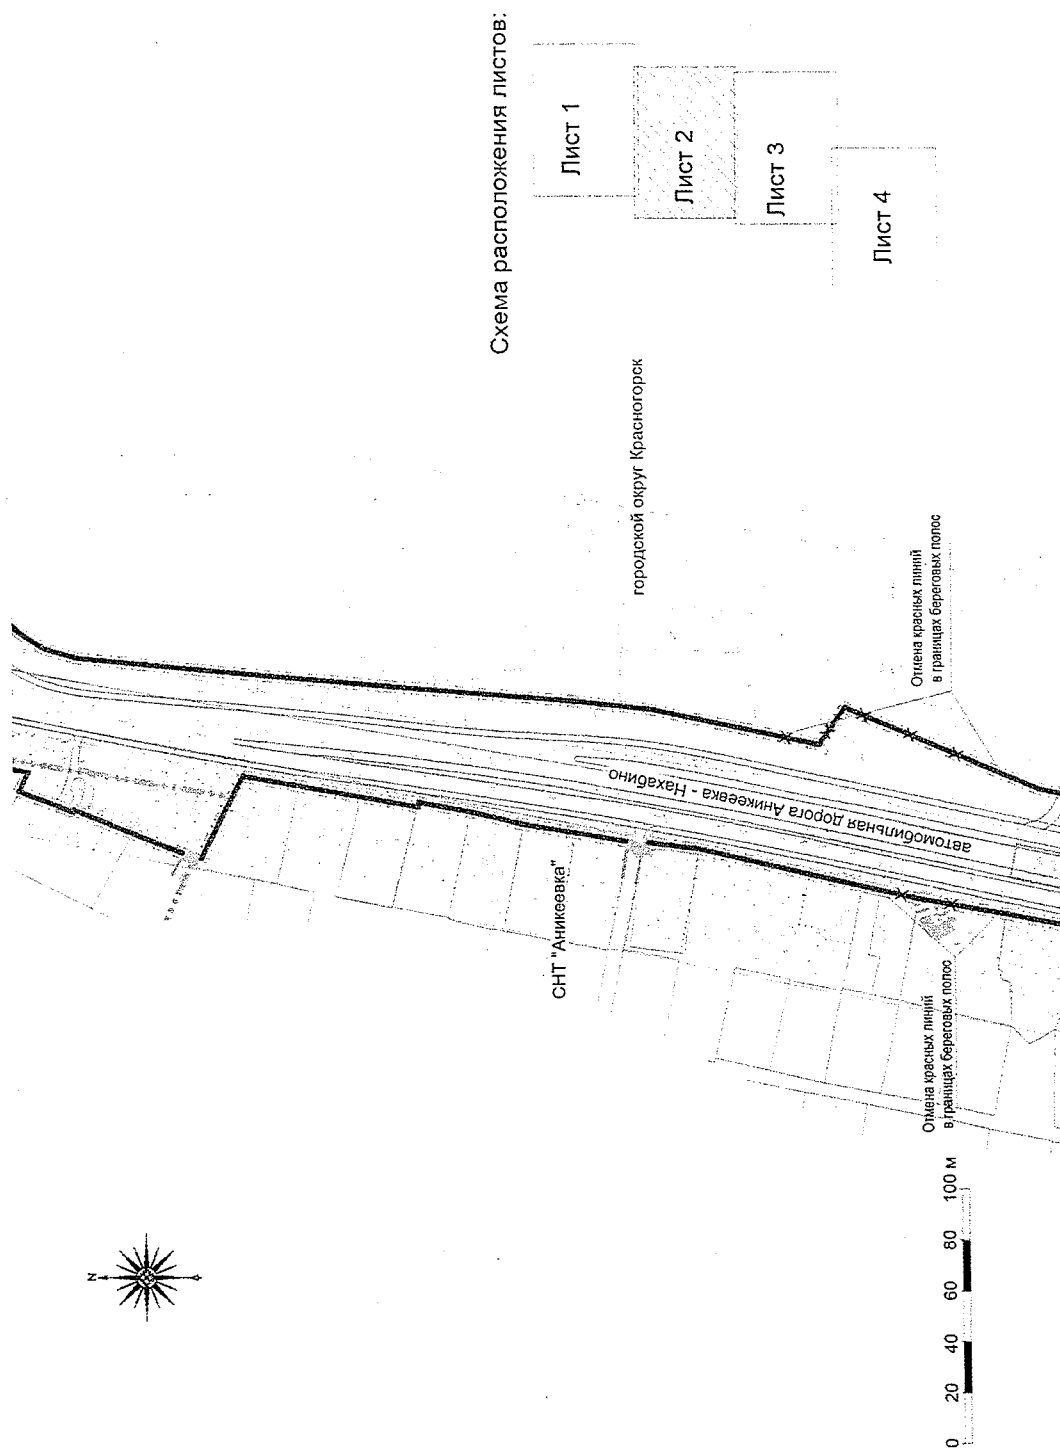 Схема расположения листов:
Лист 1
Лист 2
Лист 3
Лист 4
N
городской округ Красногорск
автомобильная дорога Аникеевка - Нахабино
СНТ "Аникеевка"
Отмена красных линий
в границах береговых полос
Отмена красных линий
в границах береговых полос
0 20 40 60 80 100 м